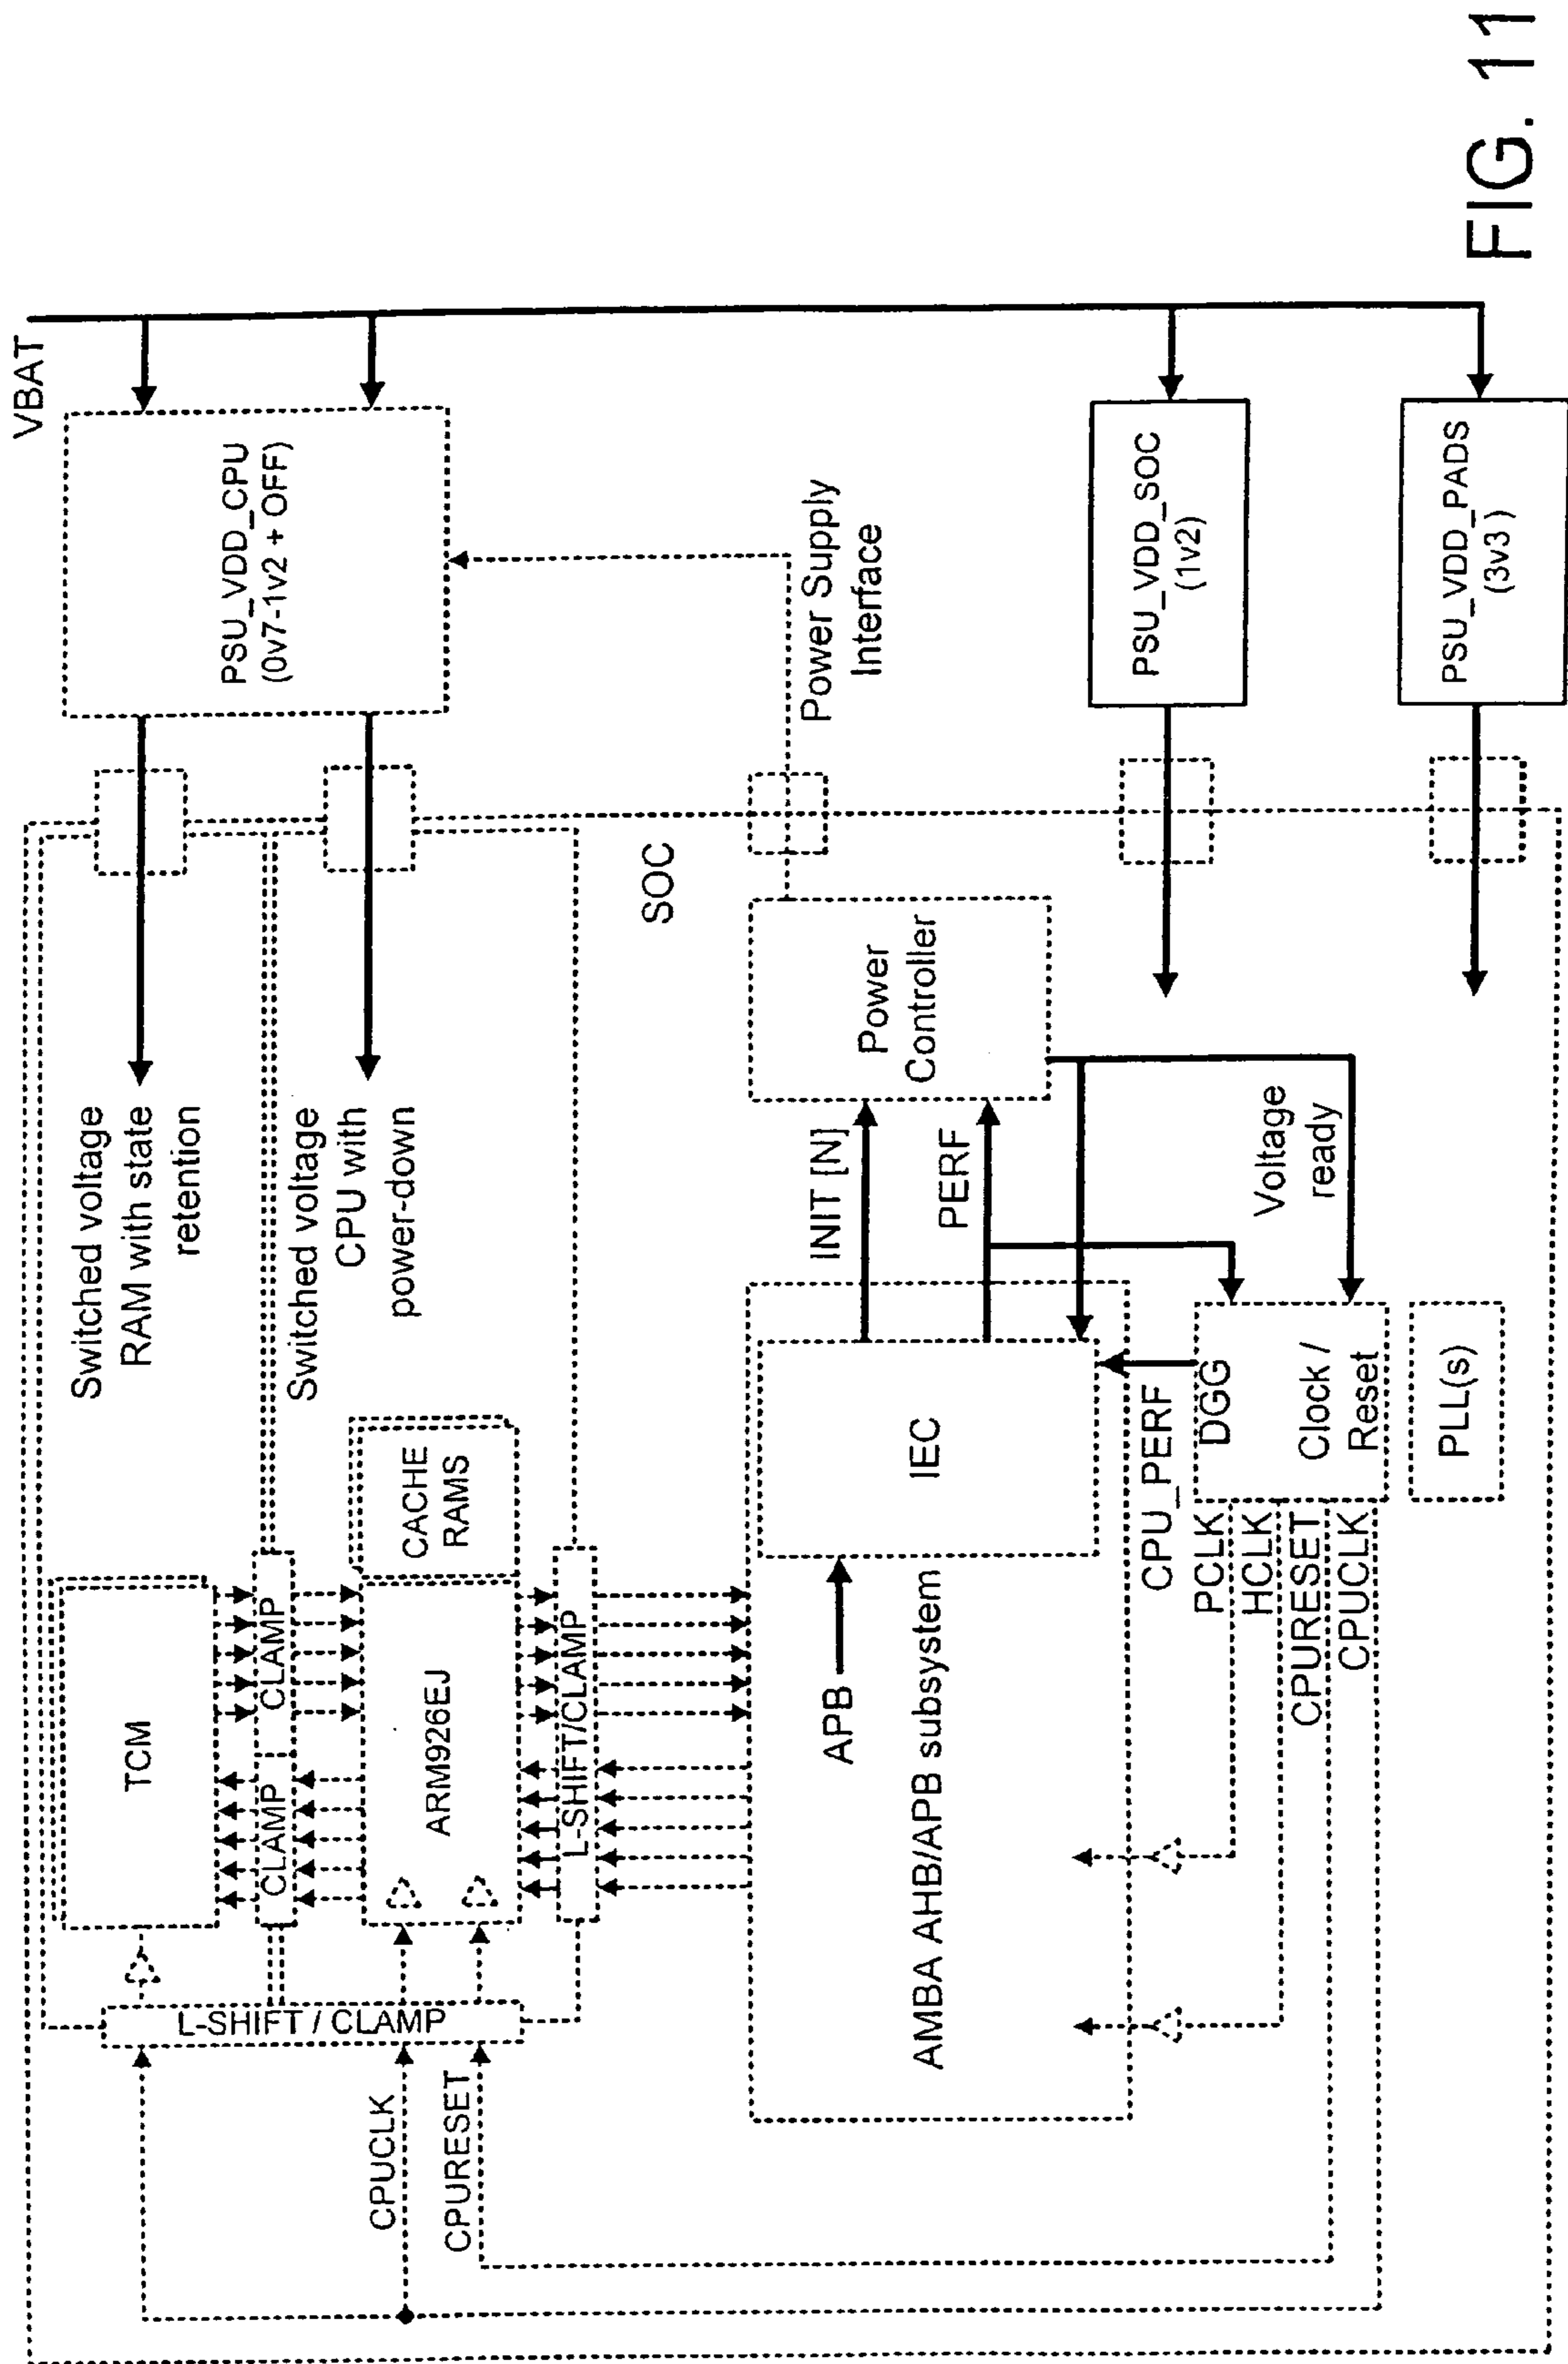 VBAT
PSU_VDD_CPU
(0v7-1v2 + OFF)
Power Supply
Interface
PSU_VDD_SOC
(1v2)
PSU_VDD_PADS
(3v3)
Switched voltage
RAM with state
retention
Switched voltage
CPU with
power-down
SOC
Power
Controller
INIT [N]
PERF
Voltage
ready
TCM
CLAMP
CLAMP
CACHE
RAMS
ARM926EJ
L-SHIFT/CLAMP
L-SHIFT / CLAMP
CPUCLK
CPURESET
IEC
APB
AMBA AHB/APB subsystem
CPU_PERF
DGG
Clock /
Reset
PLL(s)
PCLK
HCLK
CPURESET
CPUCLK
FIG. 11